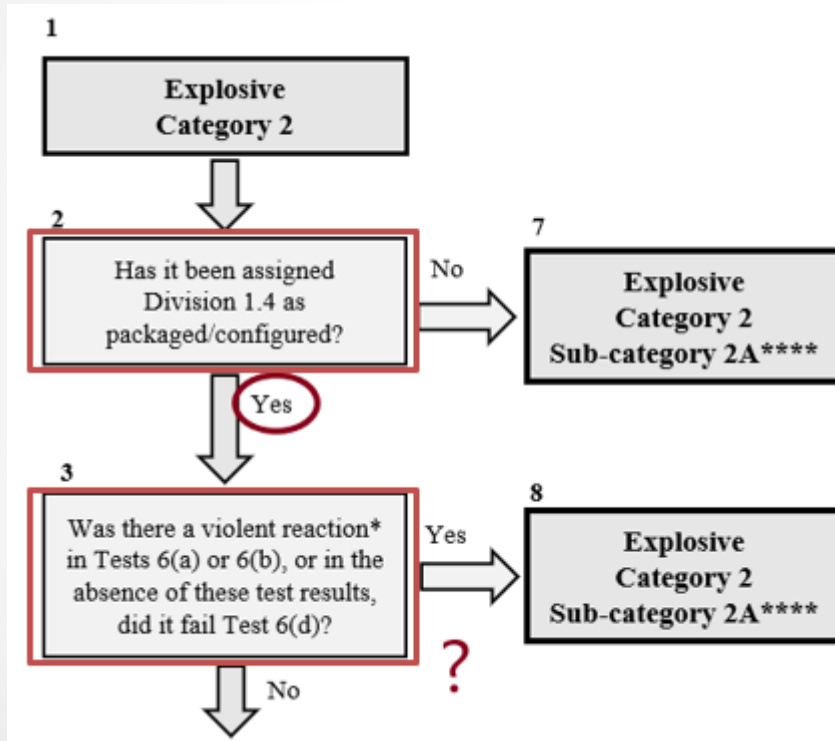 1
Explosive
Category 2
2
Has it been assigned
Division 1.4 as
packaged/configured?
No
7
Explosive
Category 2
Sub-category 2A****
Yes
3
Was there a violent reaction*
in Tests 6(a) or 6(b), or in the
absence of these test results,
did it fail Test 6(d)?
Yes
8
Explosive
Category 2
Sub-category 2A****
?
No